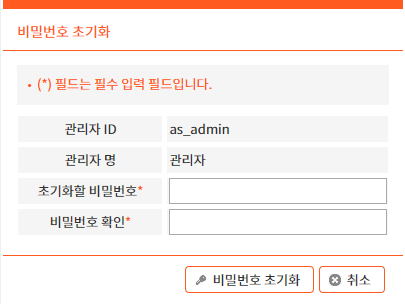 비밀번호 초기화
• (*) 필드는 필수 입력 필드입니다.
관리자 ID as_admin
관리자 명 관리자
초기화할 비밀번호*
비밀번호 확인*
비밀번호 초기화 취소